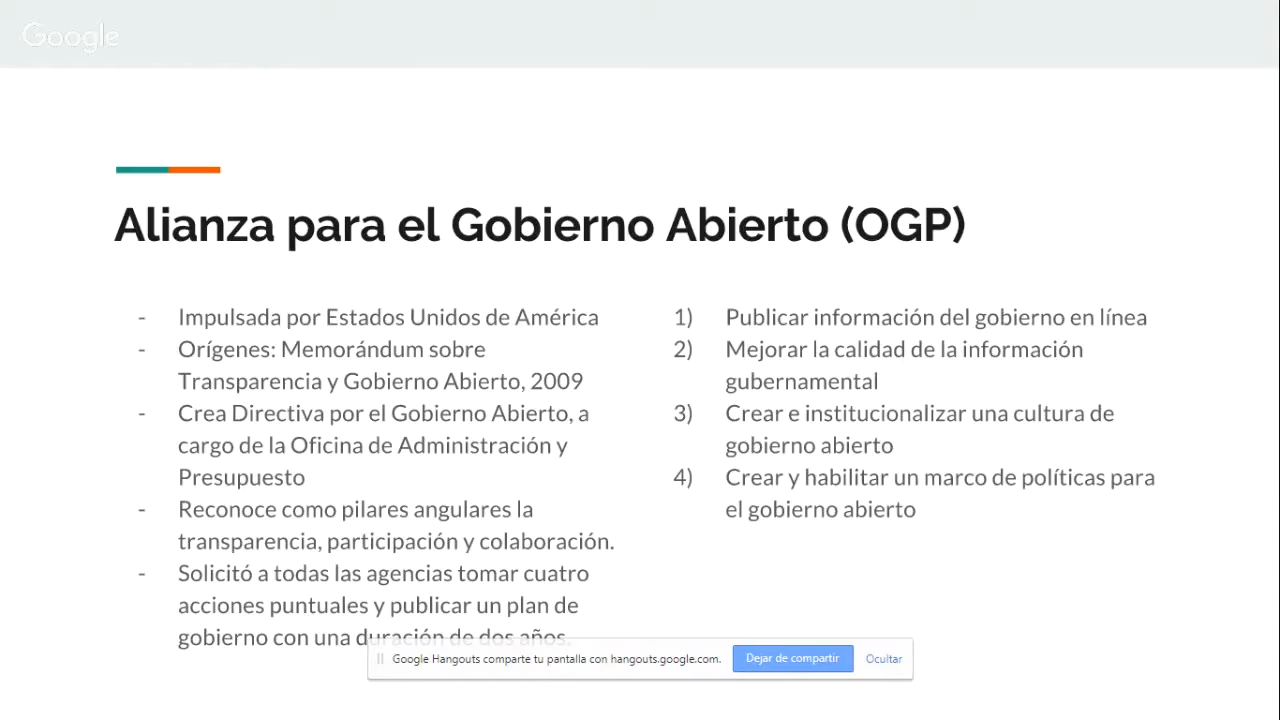 Google
Alianza para el Gobierno Abierto (OGP)
- Impulsada por Estados Unidos de América
- Orígenes: Memorándum sobre
Transparencia y Gobierno Abierto, 2009
- Crea Directiva por el Gobierno Abierto, a
cargo de la Oficina de Administración y
Presupuesto
- Reconoce como pilares angulares la
transparencia, participación y colaboración.
- Solicitó a todas las agencias tomar cuatro
acciones puntuales y publicar un plan de
gobierno con una duración de dos años.
1) Publicar información del gobierno en línea
2) Mejorar la calidad de la información
gubernamental
3) Crear e institucionalizar una cultura de
gobierno abierto
4) Crear y habilitar un marco de políticas para
el gobierno abierto
Google Hangouts comparte tu pantalla con hangouts.google.com. Dejar de compartir Ocultar